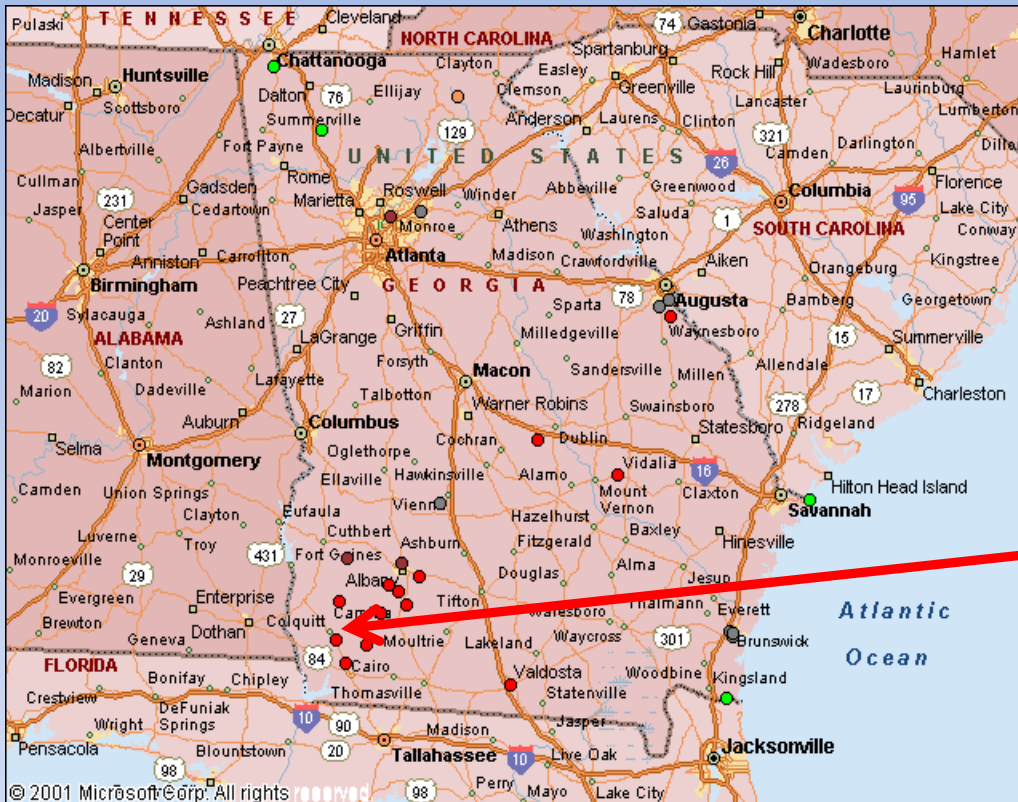 TENNESSEE
Pulaski
Cleveland
74
Gastonia
Charlotte
NORTH CAROLINA
Chattanooga
Clayton
Spartanburg
Rock Hill
Wadesboro
Hamlet
Madison
Huntsville
Easley
Clemson
Greenville
Laurinburg
Decatur
Scottsboro
Dalton
76
Ellijay
Lancaster
Lumberton
Summerville
129
Anderson
Laurens
Clinton
321
Darlington
Albertville
Fort Payne
UNITED STATES
26
Camden
Cullman
Rome
Roswell
Winder
Abbeville
Greenwood
Columbia
Florence
231
Gadsden
Marietta
95
Jasper
Cedartown
Monroe
Athens
Saluda
1
Lake City
Center
Point
Washington
SOUTH CAROLINA
Conway
Anniston
Carrollton
Atlanta
Madison
Crawfordville
Aiken
Kingstree
Birmingham
Peachtree City
GEORGIA
78
Augusta
Orangeburg
20
Sylacauga
Ashland
27
Sparta
Bamberg
Georgetown
Griffin
Milledgeville
Waynesboro
15
Summerville
ALABAMA
LaGrange
Forsyth
Sandersville
Millen
Allendale
82
Clanton
Lafayette
Macon
17
Charleston
Marion
Dadeville
Talbotton
Warner Robins
Swainsboro
278
Auburn
Columbus
Statesboro
Ridgeland
Selma
Cochran
Dublin
Montgomery
Oglethorpe
Vidalia
16
Camden
Union Springs
Ellaville
Hawkinsville
Alamo
Mount
Vernon
Claxton
Hilton Head Island
Vienna
Savannah
Clayton
Eufaula
Hazelhurst
Luverne
Cuthbert
Ashburn
Fitzgerald
Baxley
Hinesville
Monroeville
Troy
431
Fort Gaines
29
Albany
Douglas
Alma
Jesup
Evergreen
Enterprise
Tifton
Thalmann
Everett
Atlantic
Ocean
Brewton
Dothan
Colquitt
Geneva
Moultrie
Lakeland
Waycross
301
Brunswick
FLORIDA
84
Cairo
Valdosta
Woodbine
Kingsland
Crestview
Bonifay
Chipley
Thomasville
Statenville
DeFuniak
Springs
10
90
Jasper
Wright
Madison
Pensacola
Blountstown
20
Tallahassee
10
Live Oak
Jacksonville
98
98
Perry
Mayo
Lake City
© 2001 Microsoft Corp. All rights